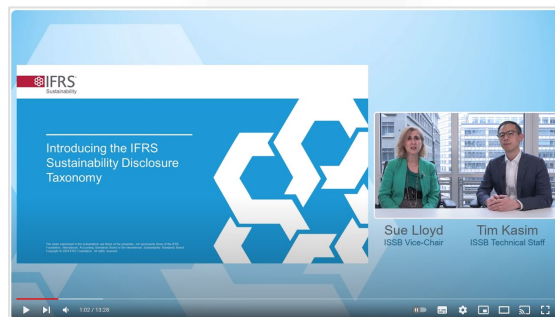 IFRS
Sustainability
Introducing the IFRS
Sustainability Disclosure
Taxonomy
Sue Lloyd
ISSB Vice-Chair
Tim Kasim
ISSB Technical Staff
1:02 / 13:28